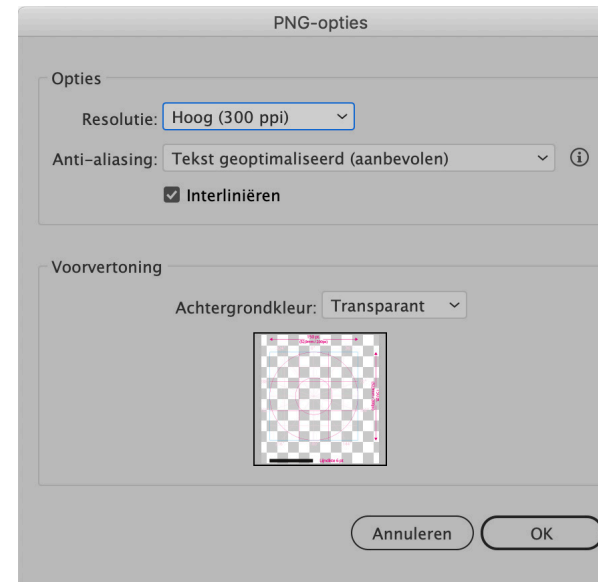 PNG-opties
Opties
Resolutie: Hoog (300 ppi)
Anti-aliasing: Tekst geoptimaliseerd (aanbevolen)
Interliniëren
Voorvertoning
Achtergrondkleur: Transparant
Annuleren OK